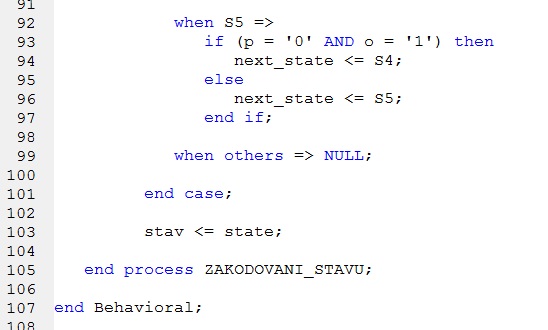 91
92 when S5 =>
93 if (p = '0' AND o = '1') then
94 next_state <= S4;
95 else
96 next_state <= S5;
97 end if;
98
99 when others => NULL;
100
101 end case;
102
103 stav <= state;
104
105 end process ZAKODOVANI_STAVU;
106
107 end Behavioral;
108